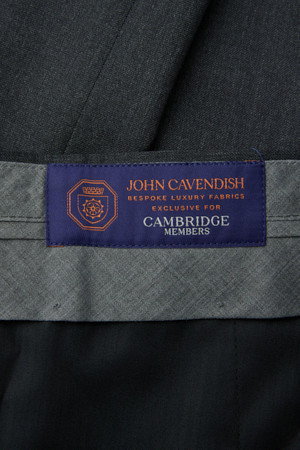 JOHN CAVENDISH
BESPOKE LUXURY FABRICS
EXCLUSIVE FOR
CAMBRIDGE
MEMBERS